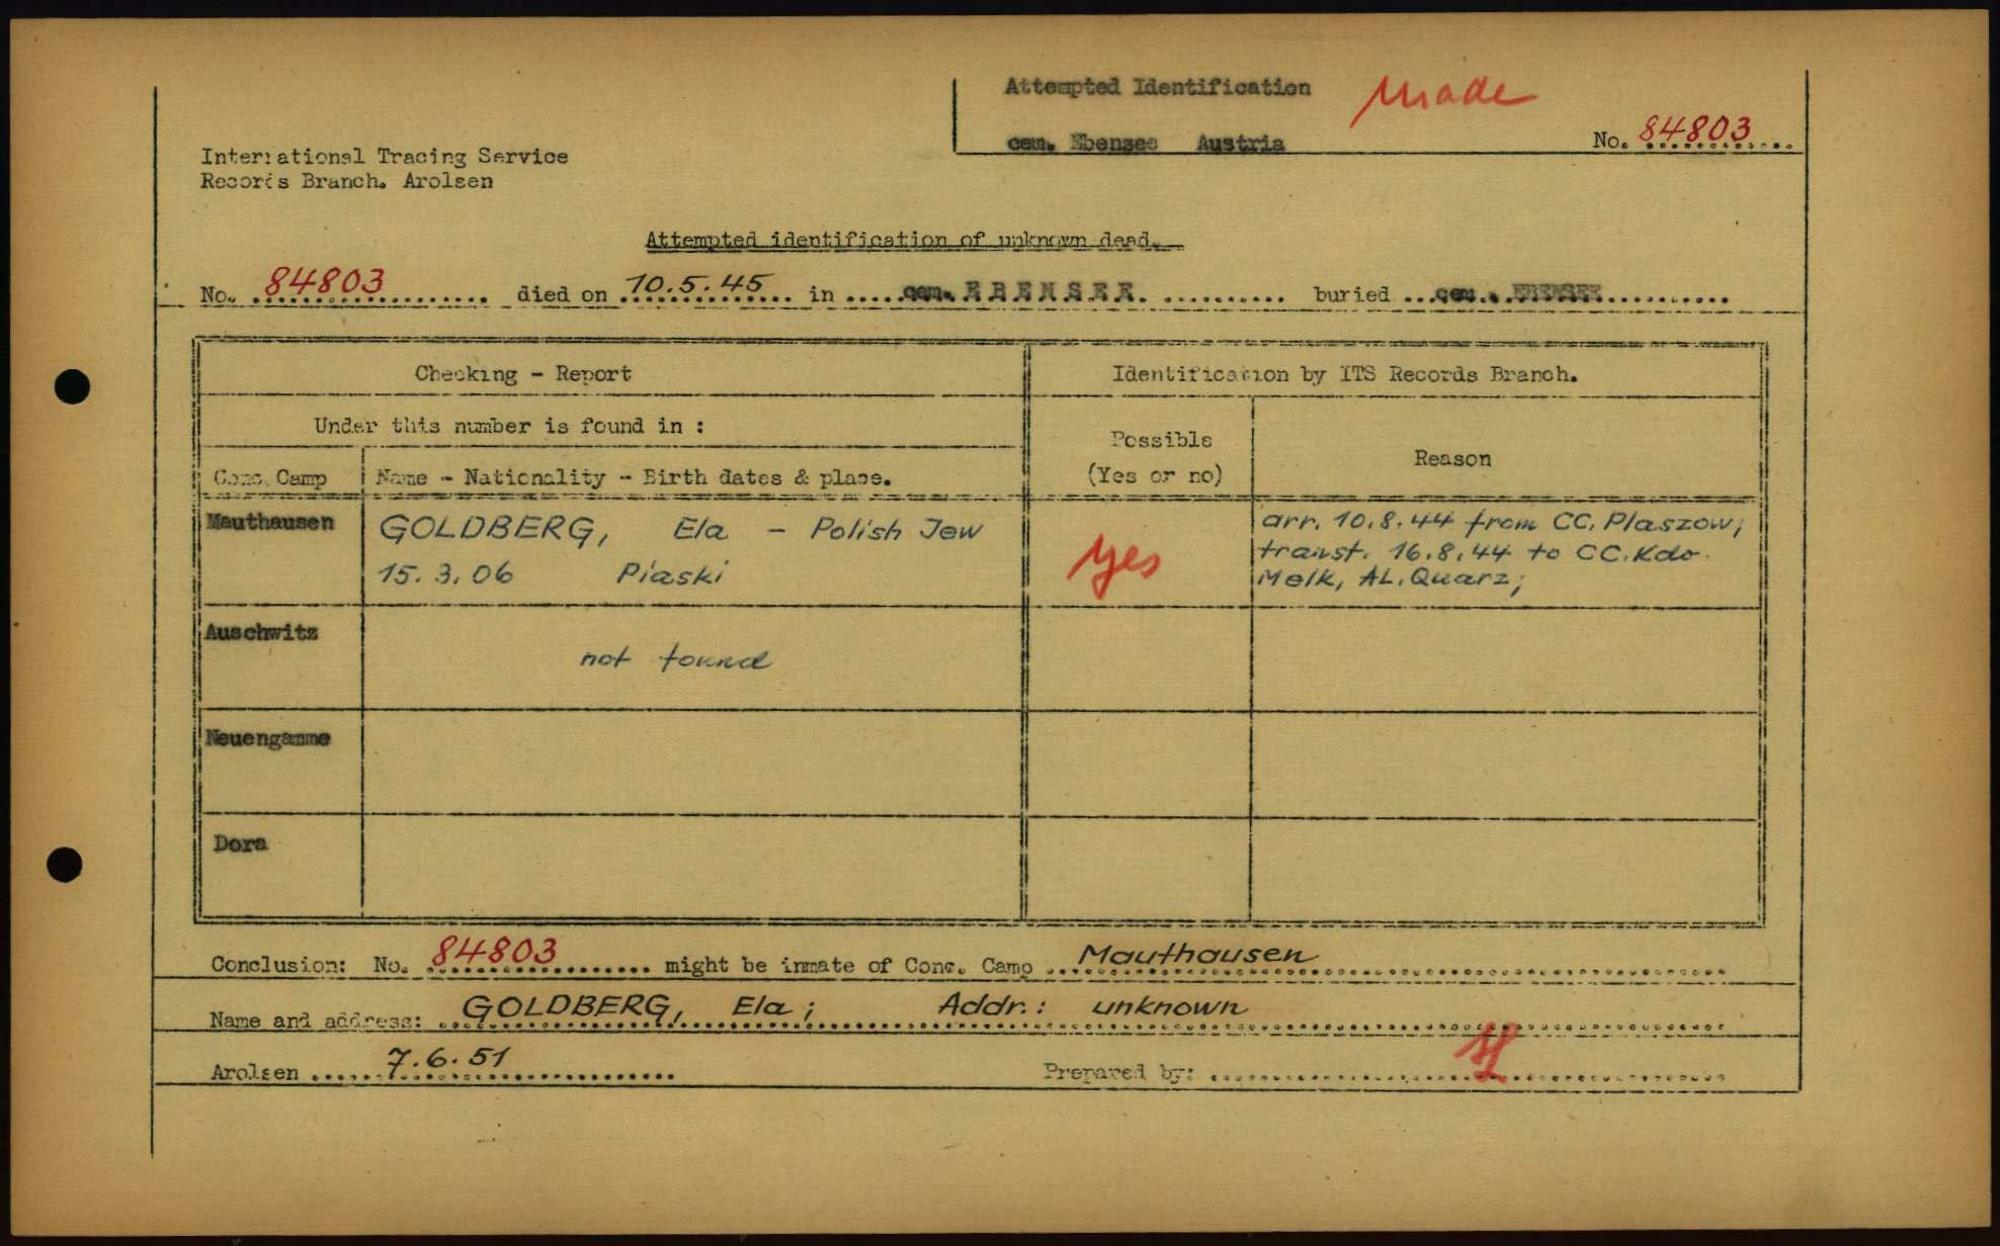 Attempted Identification made
cem. Ebensee Austria No. 84803
International Tracing Service
Records Branch. Arolsen
Attempted identification of unknown dead.
No. 84803 died on 10.5.45 in cem. EBENSEE. buried cem. EBENSEE
Checking - Report Identification by ITS Records Branch.
Under this number is found in :
Conc. Camp Name - Nationality - Birth dates & place. Possible (Yes or no) Reason
Mauthausen GOLDBERG, Ela - Polish Jew yes arr. 10.8.44 from CC. Plaszow;
15.3.06 Piaski transf. 16.8.44 to CC. Kdo.
Melk, AL. Quarz;
Auschwitz not found
Neuengamme
Dora
Conclusion: No. 84803 might be inmate of Conc. Camp Mauthausen
Name and address: GOLDBERG, Ela; Addr.: unknown
Arolsen 7.6.51 Prepared by: